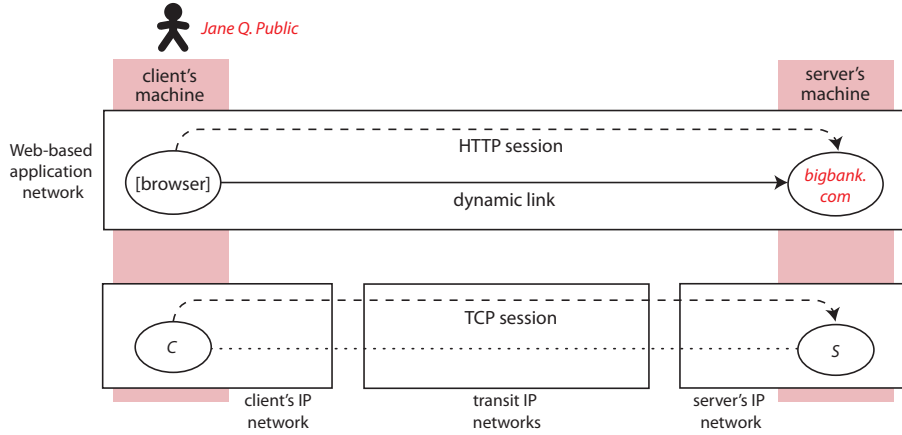 Jane Q. Public
client's
machine
server's
machine
Web-based
application
network
HTTP session
[browser]
bigbank.
com
dynamic link
TCP session
C
S
client's IP
network
transit IP
networks
server's IP
network